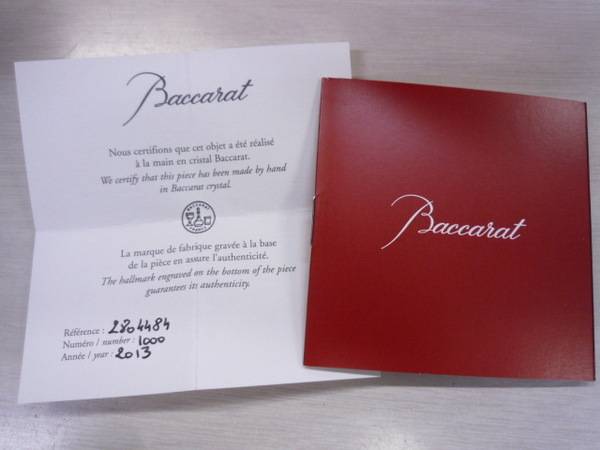 Baccarat
Nous certifions que cet objet a été réalisé
à la main en cristal Baccarat.
We certify that this piece has been made by hand
in Baccarat crystal.
BACCARAT
FRANCE
La marque de fabrique gravée à la base
de la pièce en assure l'authenticité.
The hallmark engraved on the bottom of the piece
guarantees its authenticity.
Référence : 2804484
Numéro / number : 1000
Année / year : 2013
Baccarat